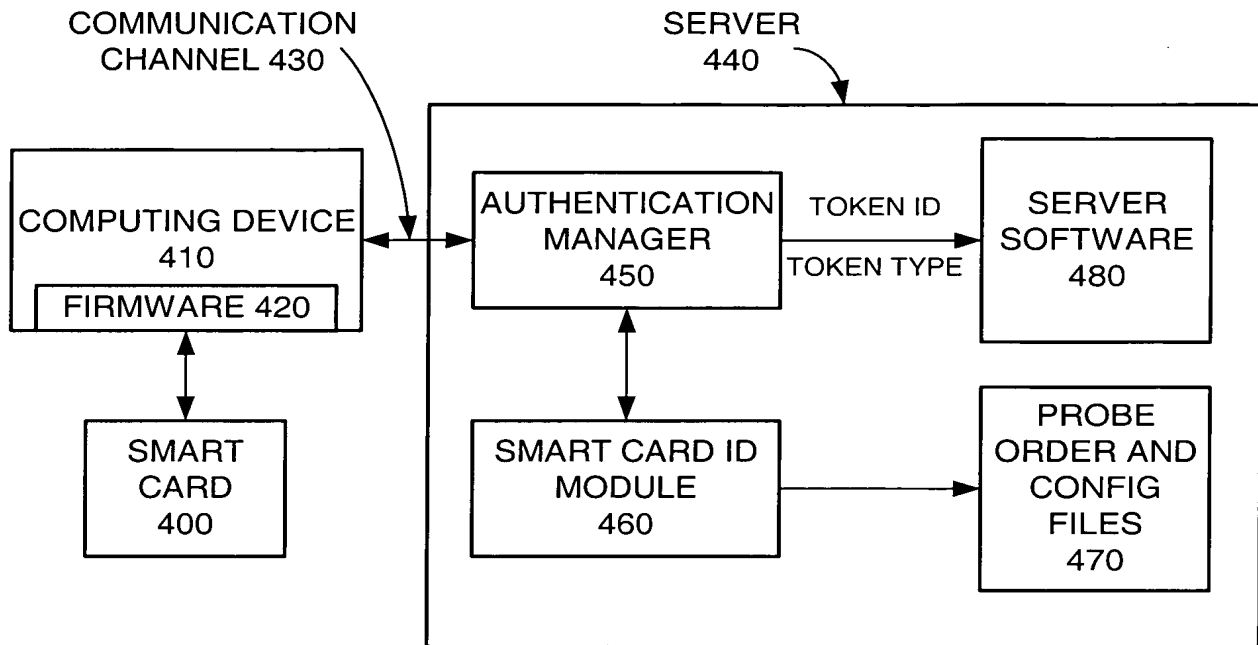 COMMUNICATION
CHANNEL 430
SERVER
440
COMPUTING DEVICE
410
FIRMWARE 420
SMART
CARD
400
AUTHENTICATION
MANAGER
450
TOKEN ID
TOKEN TYPE
SERVER
SOFTWARE
480
SMART CARD ID
MODULE
460
PROBE
ORDER AND
CONFIG
FILES
470